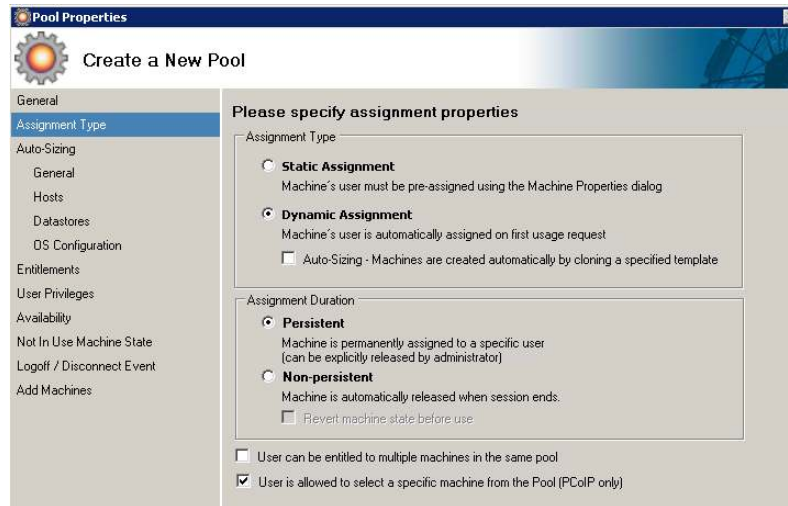 Pool Properties
Create a New Pool
General
Assignment Type
Auto-Sizing
General
Hosts
Datastores
OS Configuration
Entitlements
User Privileges
Availability
Not In Use Machine State
Logoff / Disconnect Event
Add Machines
Please specify assignment properties
Assignment Type
Static Assignment
Machine´s user must be pre-assigned using the Machine Properties dialog
Dynamic Assignment
Machine´s user is automatically assigned on first usage request
Auto-Sizing - Machines are created automatically by cloning a specified template
Assignment Duration
Persistent
Machine is permanently assigned to a specific user
(can be explicitly released by administrator)
Non-persistent
Machine is automatically released when session ends.
Revert machine state before use
User can be entitled to multiple machines in the same pool
User is allowed to select a specific machine from the Pool (PCoIP only)